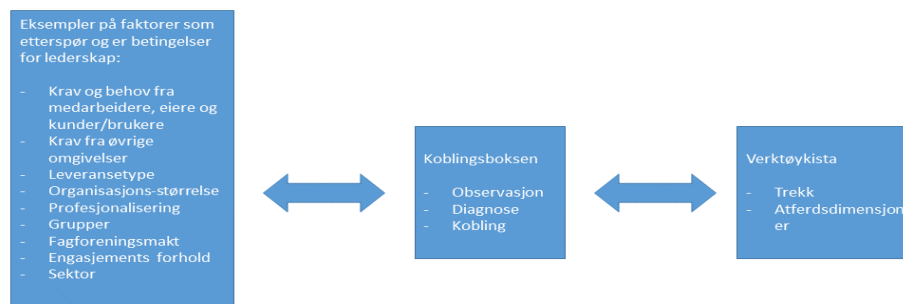 Eksempler på faktorer som
etterspør og er betingelser
for lederskap:
- Krav og behov fra
medarbeidere, eiere og
kunder/brukere
- Krav fra øvrige
omgivelser
- Leveransetype
- Organisasjons-størrelse
- Profesjonalisering
- Grupper
- Fagforeningsmakt
- Engasjements forhold
- Sektor
Koblingsboksen
- Observasjon
- Diagnose
- Kobling
Verktøykista
- Trekk
- Atferdsdimensjon
er